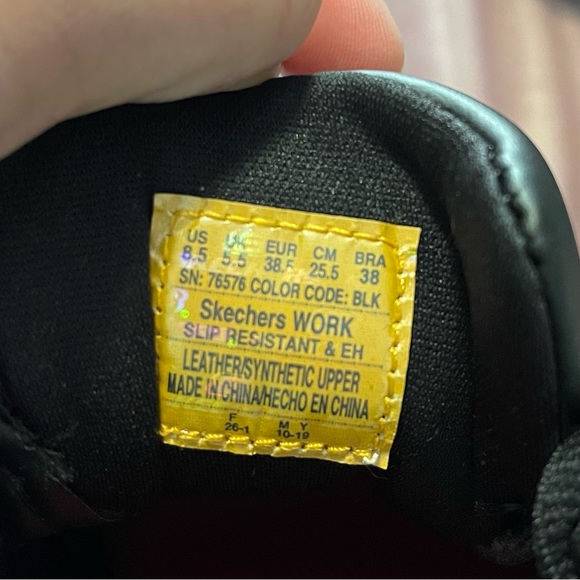 US UK EUR CM BRA
8.5 5.5 38.5 25.5 38
SN: 76576 COLOR CODE: BLK
Skechers WORK
SLIP RESISTANT & EH
LEATHER/SYNTHETIC UPPER
MADE IN CHINA/HECHO EN CHINA
F M Y
26-1 10-19